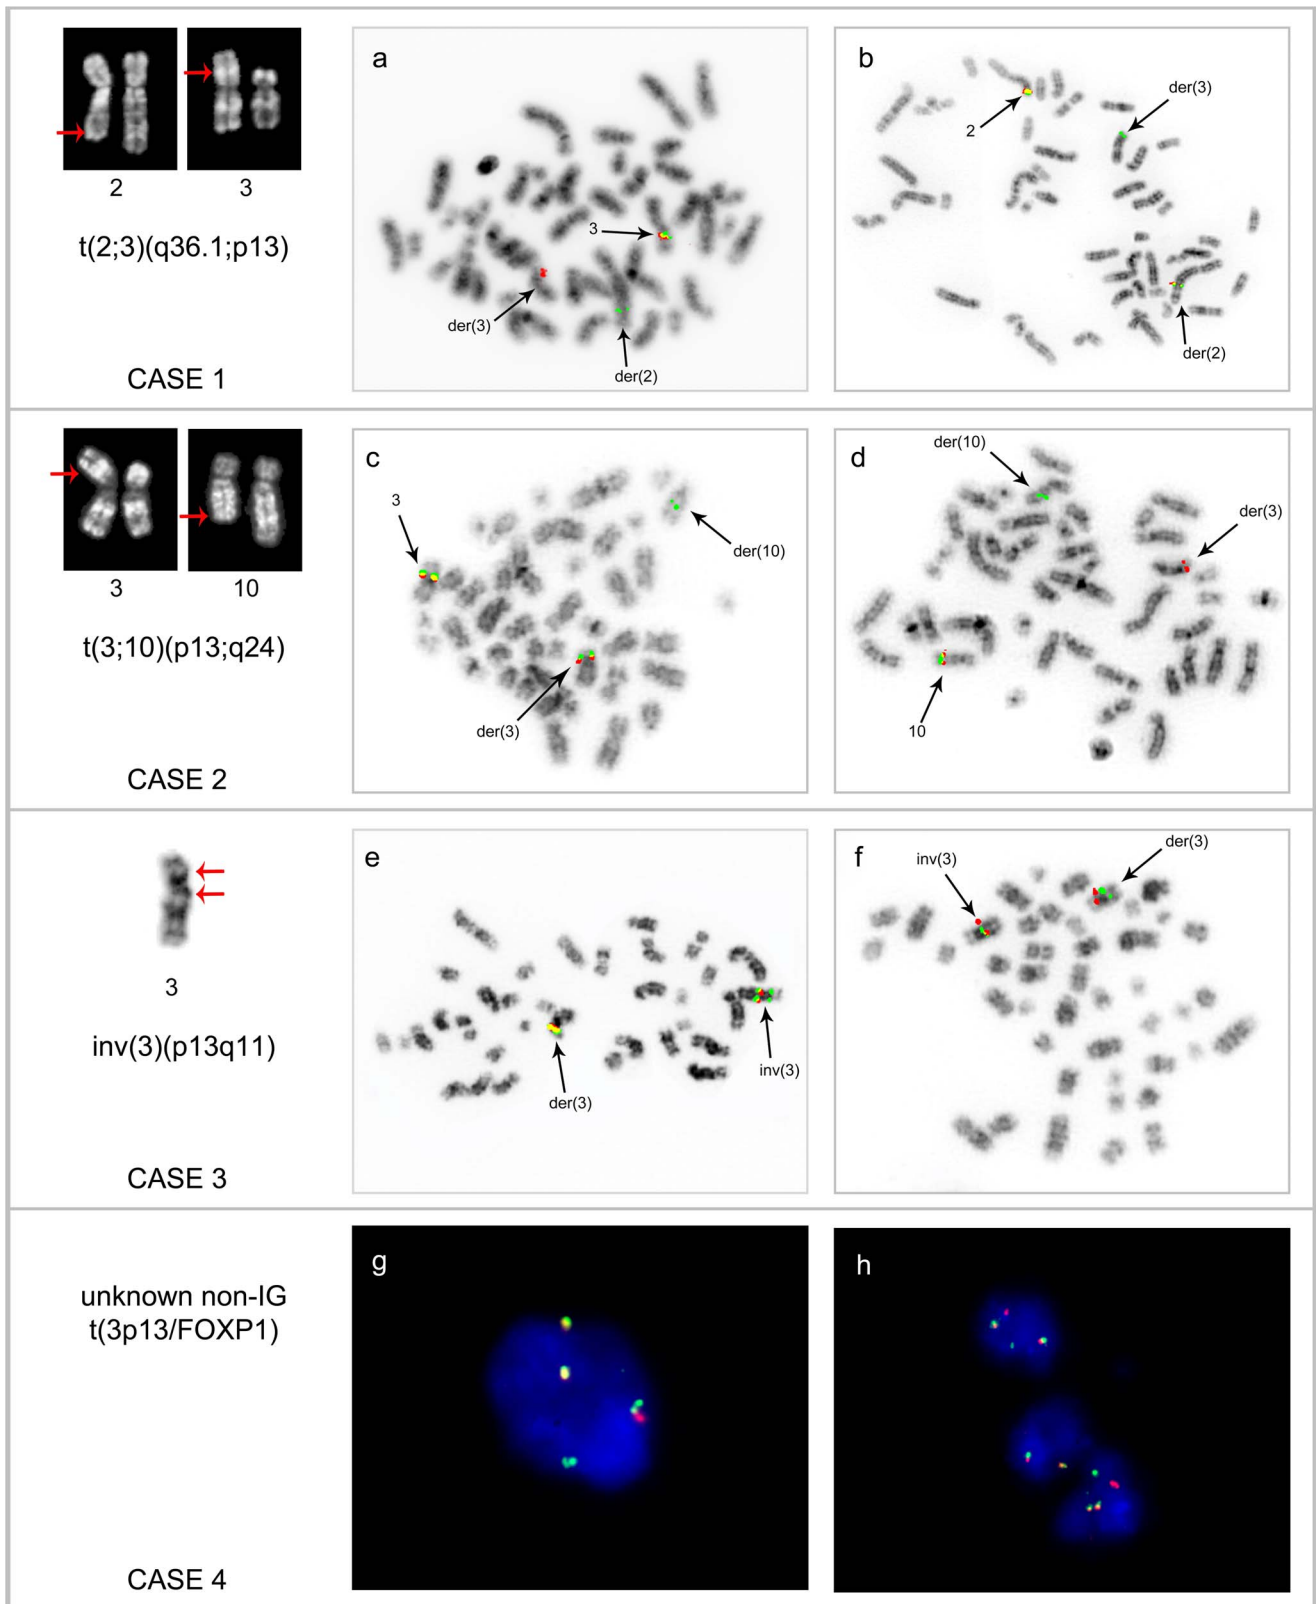 2
3
t(2;3)(q36.1;p13)
CASE 1
a
3
der(3)
der(2)
b
2
der(3)
der(2)
3
10
t(3;10)(p13;q24)
CASE 2
c
3
der(10)
der(3)
d
der(10)
der(3)
10
3
inv(3)(p13q11)
CASE 3
e
der(3)
inv(3)
f
inv(3)
der(3)
unknown non-IG
t(3p13/FOXP1)
CASE 4
g
h